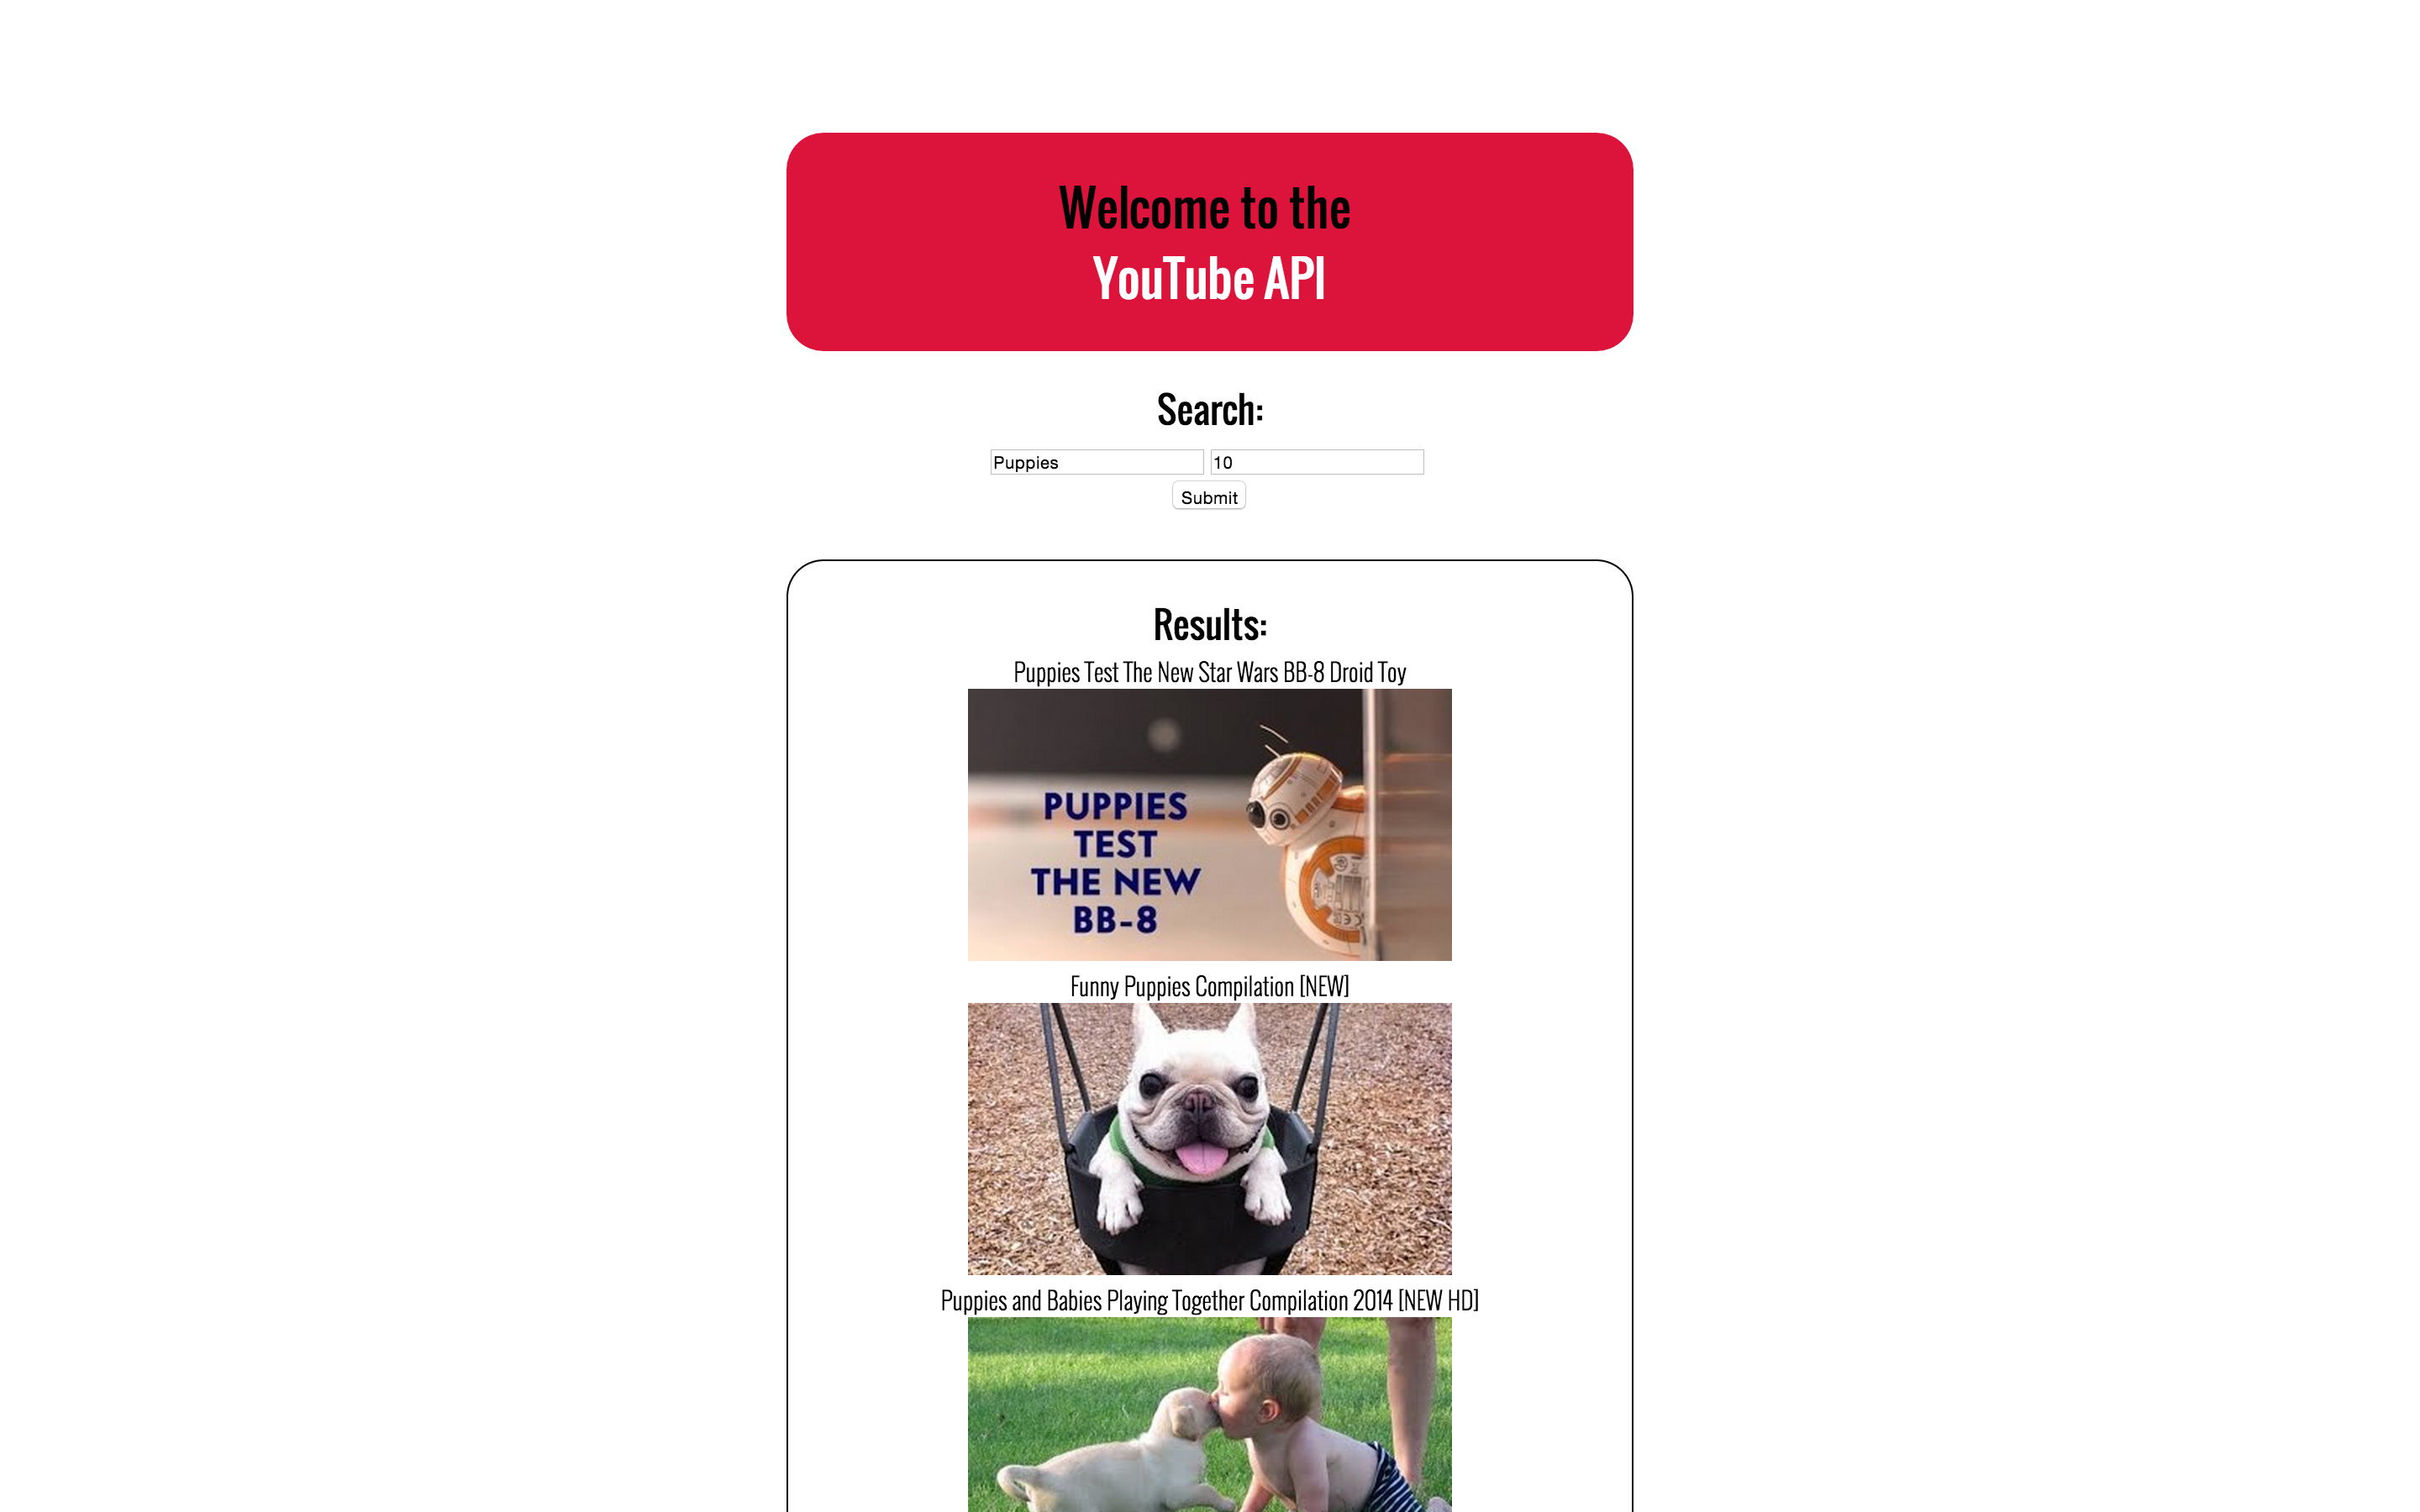 Welcome to the
YouTube API
Search:
Puppies 10
Submit
Results:
Puppies Test The New Star Wars BB-8 Droid Toy
PUPPIES
TEST
THE NEW
BB-8
Funny Puppies Compilation [NEW]
Puppies and Babies Playing Together Compilation 2014 [NEW HD]